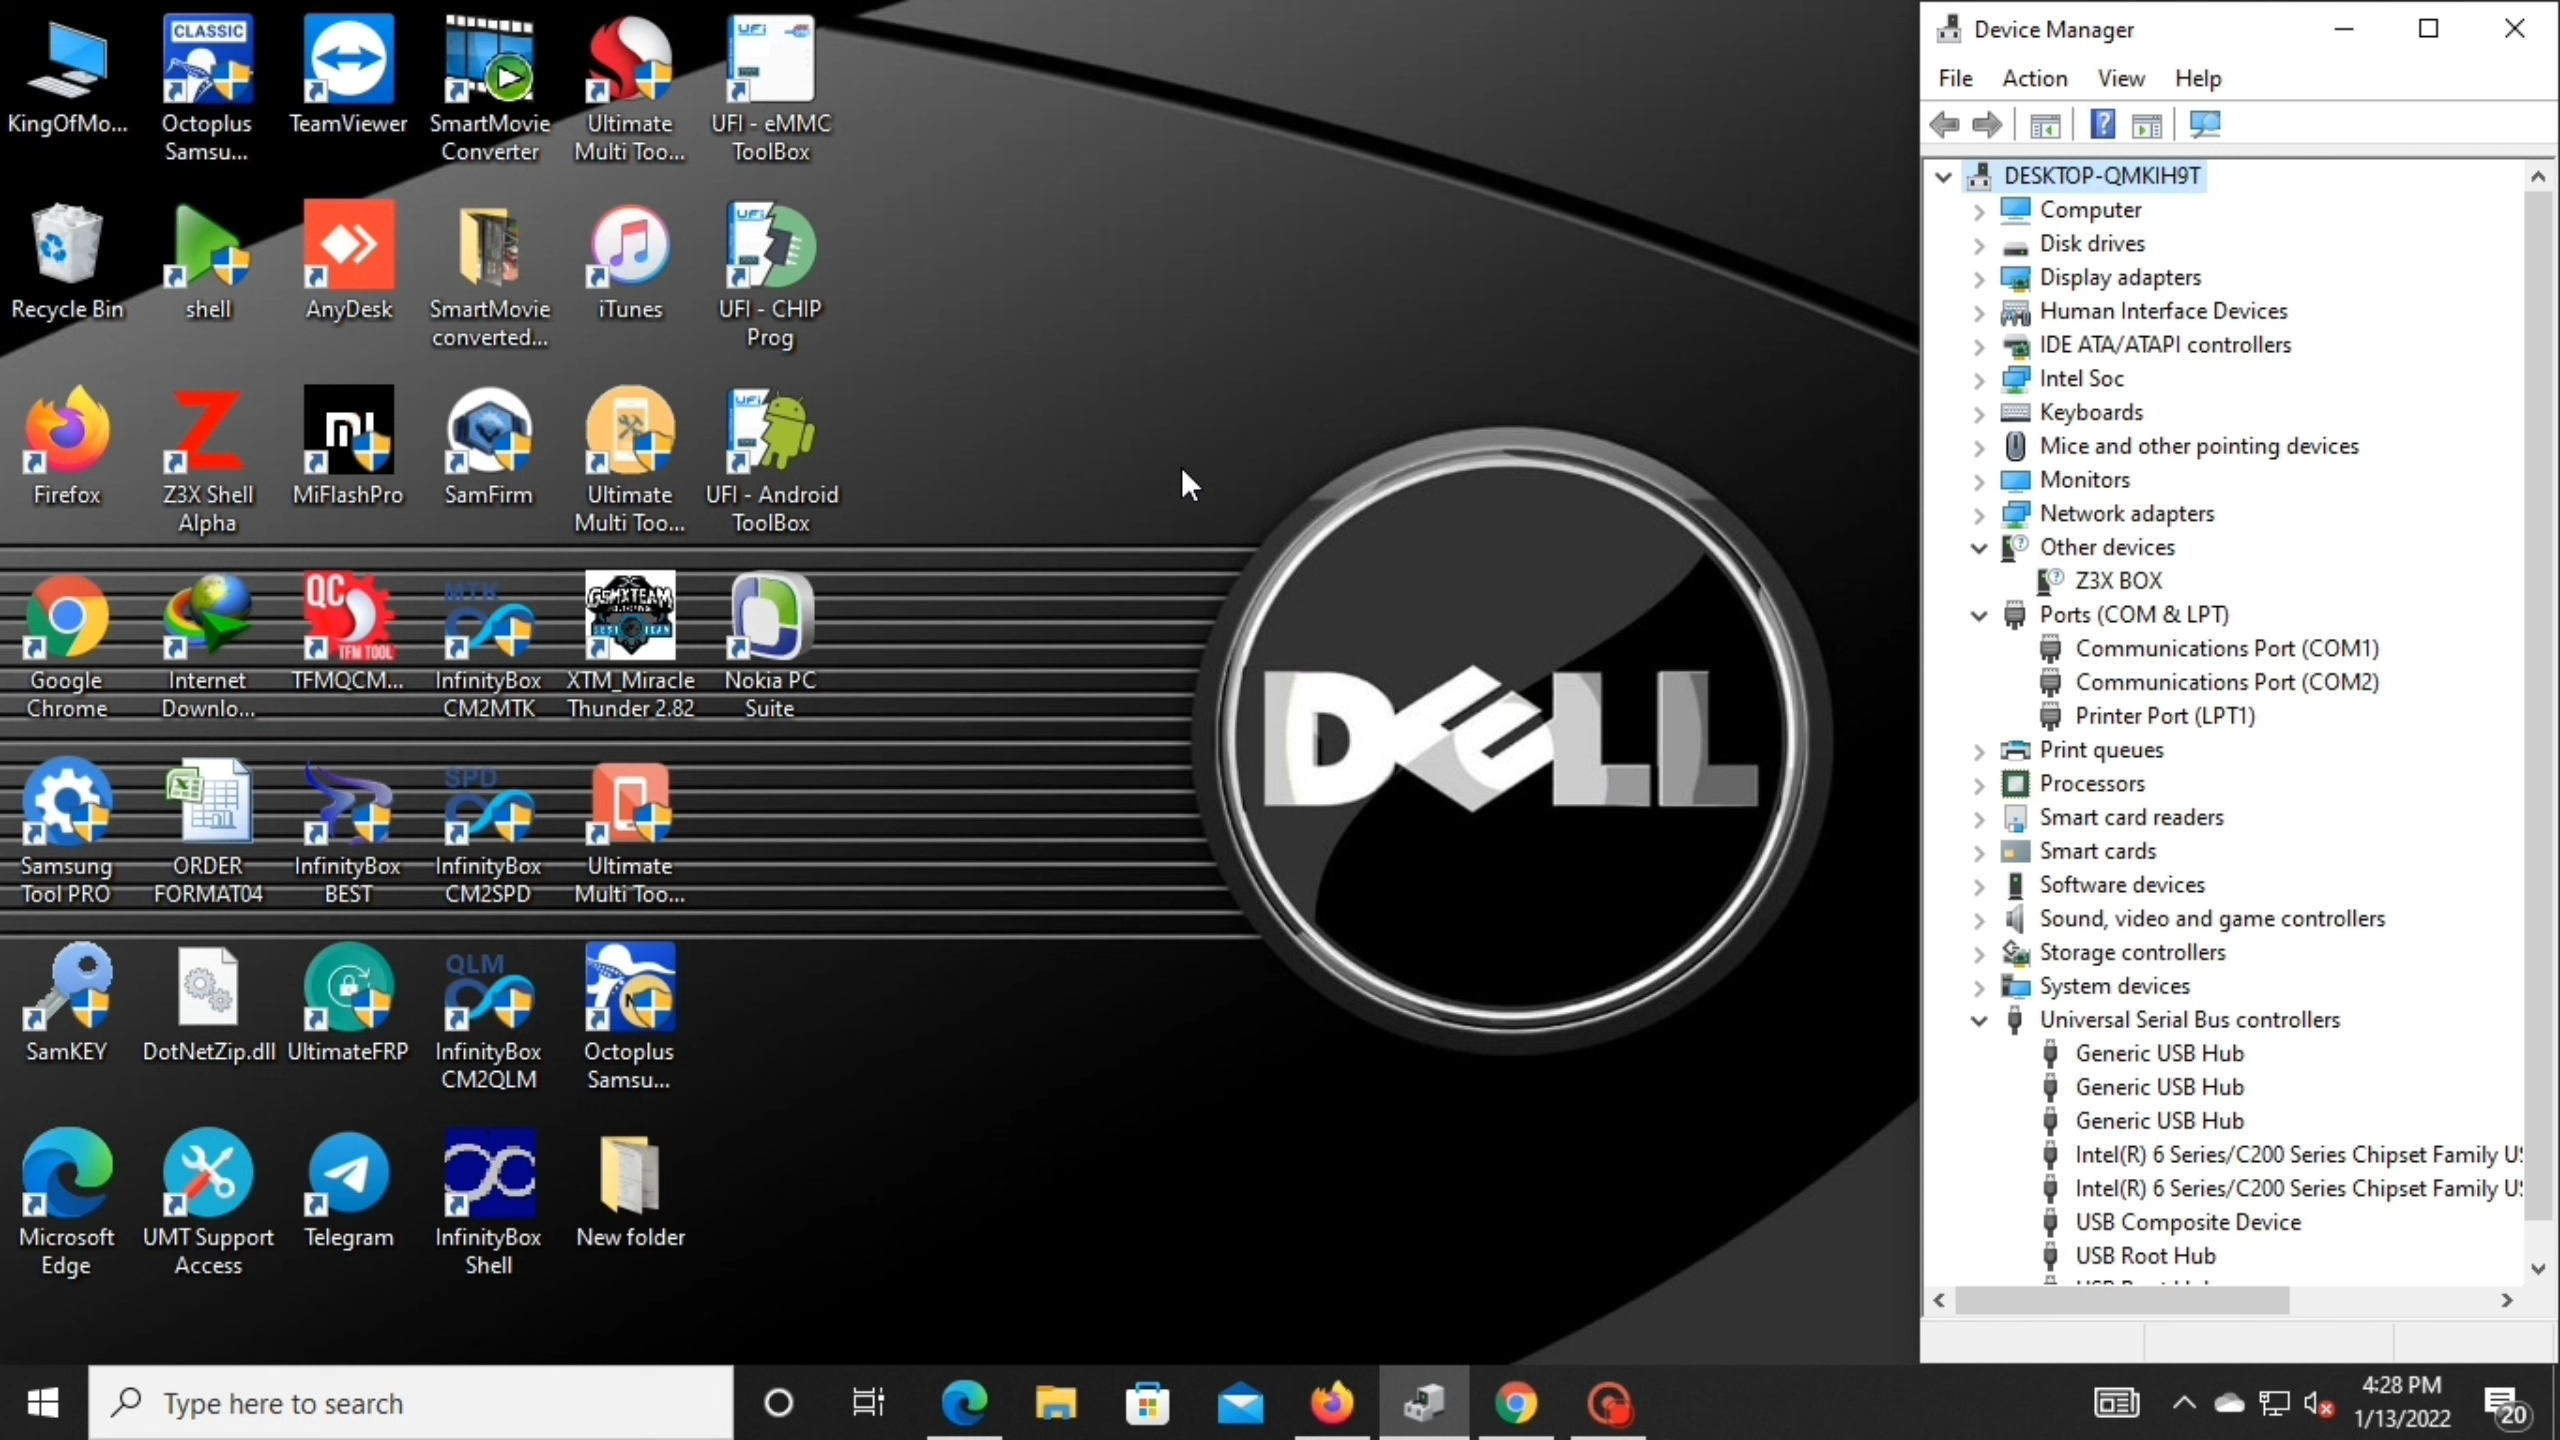 KingOfMo...
CLASSIC
Octoplus
Samsu...
TeamViewer
SmartMovie
Converter
Ultimate
Multi Too...
UFi
UFI - eMMC
ToolBox
Recycle Bin
shell
AnyDesk
SmartMovie
converted...
iTunes
UFi
UFI - CHIP
Prog
Firefox
Z3X Shell
Alpha
MiFlashPro
SamFirm
Ultimate
Multi Too...
UFi
UFI - Android
ToolBox
Google
Chrome
Internet
Downlo...
QC
TFM TOOL
TFMQCM...
MTK
InfinityBox
CM2MTK
GSMXTEAM
XTM_Miracle
Thunder 2.82
Nokia PC
Suite
Samsung
Tool PRO
ORDER
FORMAT04
InfinityBox
BEST
SPD
InfinityBox
CM2SPD
Ultimate
Multi Too...
SamKEY
DotNetZip.dll
UltimateFRP
QLM
InfinityBox
CM2QLM
Octoplus
Samsu...
Microsoft
Edge
UMT Support
Access
Telegram
InfinityBox
Shell
New folder
DELL
Device Manager
File Action View Help
DESKTOP-QMKIH9T
Computer
Disk drives
Display adapters
Human Interface Devices
IDE ATA/ATAPI controllers
Intel Soc
Keyboards
Mice and other pointing devices
Monitors
Network adapters
Other devices
Z3X BOX
Ports (COM & LPT)
Communications Port (COM1)
Communications Port (COM2)
Printer Port (LPT1)
Print queues
Processors
Smart card readers
Smart cards
Software devices
Sound, video and game controllers
Storage controllers
System devices
Universal Serial Bus controllers
Generic USB Hub
Generic USB Hub
Generic USB Hub
Intel(R) 6 Series/C200 Series Chipset Family
Intel(R) 6 Series/C200 Series Chipset Family
USB Composite Device
USB Root Hub
Type here to search
4:28 PM
1/13/2022
20